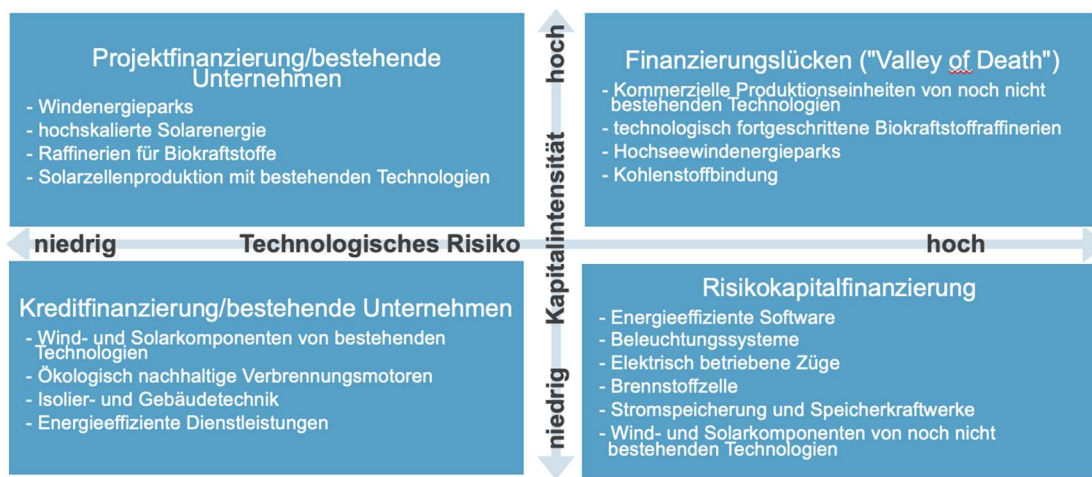 Projektfinanzierung/bestehende
Unternehmen
- Windenergieparks
- hochskalierte Solarenergie
- Raffinerien für Biokraftstoffe
- Solarzellenproduktion mit bestehenden Technologien
hoch
Finanzierungslücken ("Valley of Death")
- Kommerzielle Produktionseinheiten von noch nicht
bestehenden Technologien
- technologisch fortgeschrittene Biokraftstoffraffinerien
- Hochseewindenergieparks
- Kohlenstoffbindung
niedrig Technologisches Risiko hoch
Kapitalintensität
Kreditfinanzierung/bestehende Unternehmen
- Wind- und Solarkomponenten von bestehenden
Technologien
- Ökologisch nachhaltige Verbrennungsmotoren
- Isolier- und Gebäudetechnik
- Energieeffiziente Dienstleistungen
niedrig
Risikokapitalfinanzierung
- Energieeffiziente Software
- Beleuchtungssysteme
- Elektrisch betriebene Züge
- Brennstoffzelle
- Stromspeicherung und Speicherkraftwerke
- Wind- und Solarkomponenten von noch nicht
bestehenden Technologien